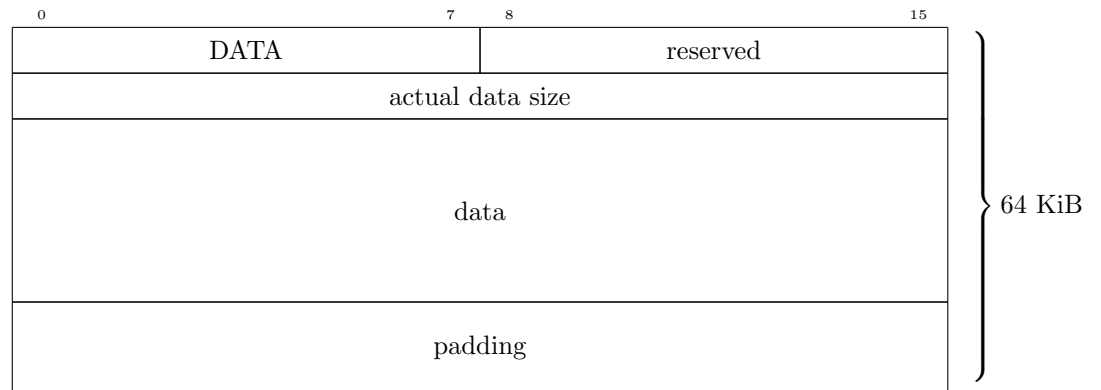 0 7 8 15
DATA reserved
actual data size
data
64 KiB
padding